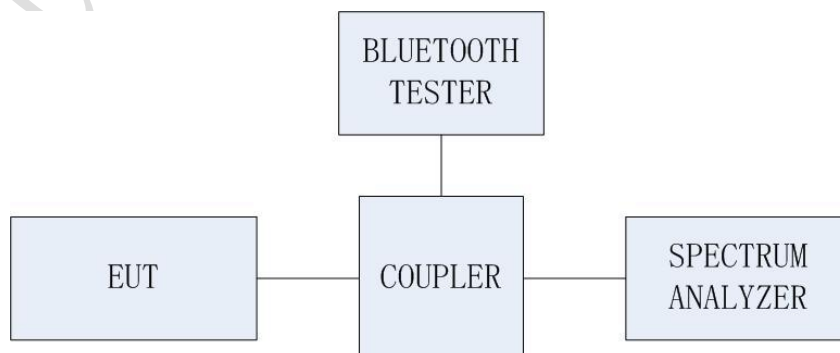 BLUETOOTH
TESTER
EUT
COUPLER
SPECTRUM
ANALYZER